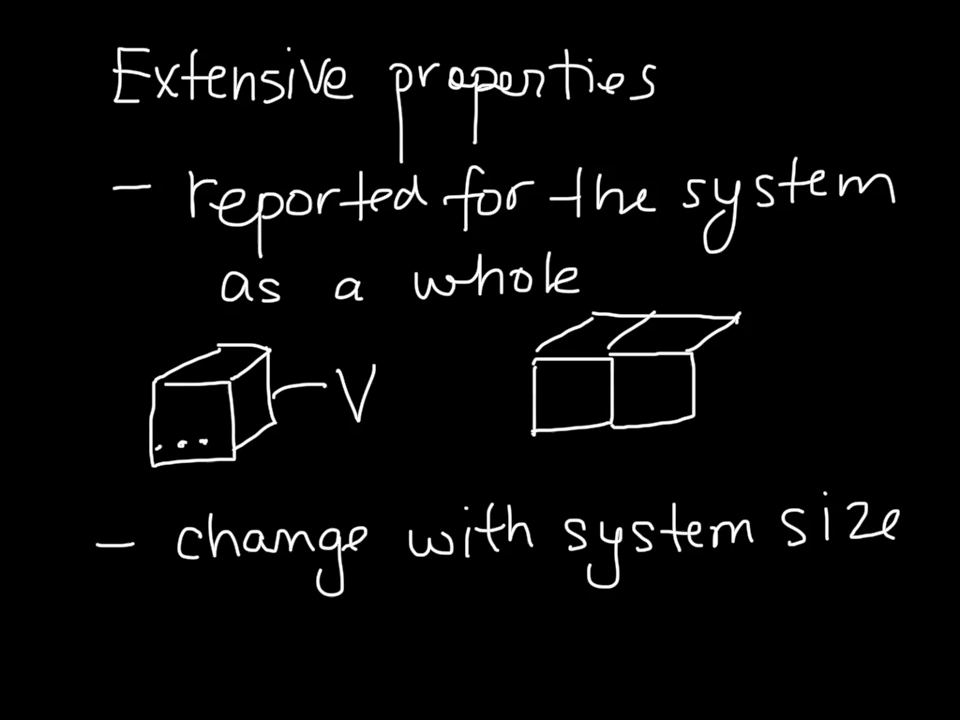 Extensive properties
- reported for the system
as a whole
V
- change with system size